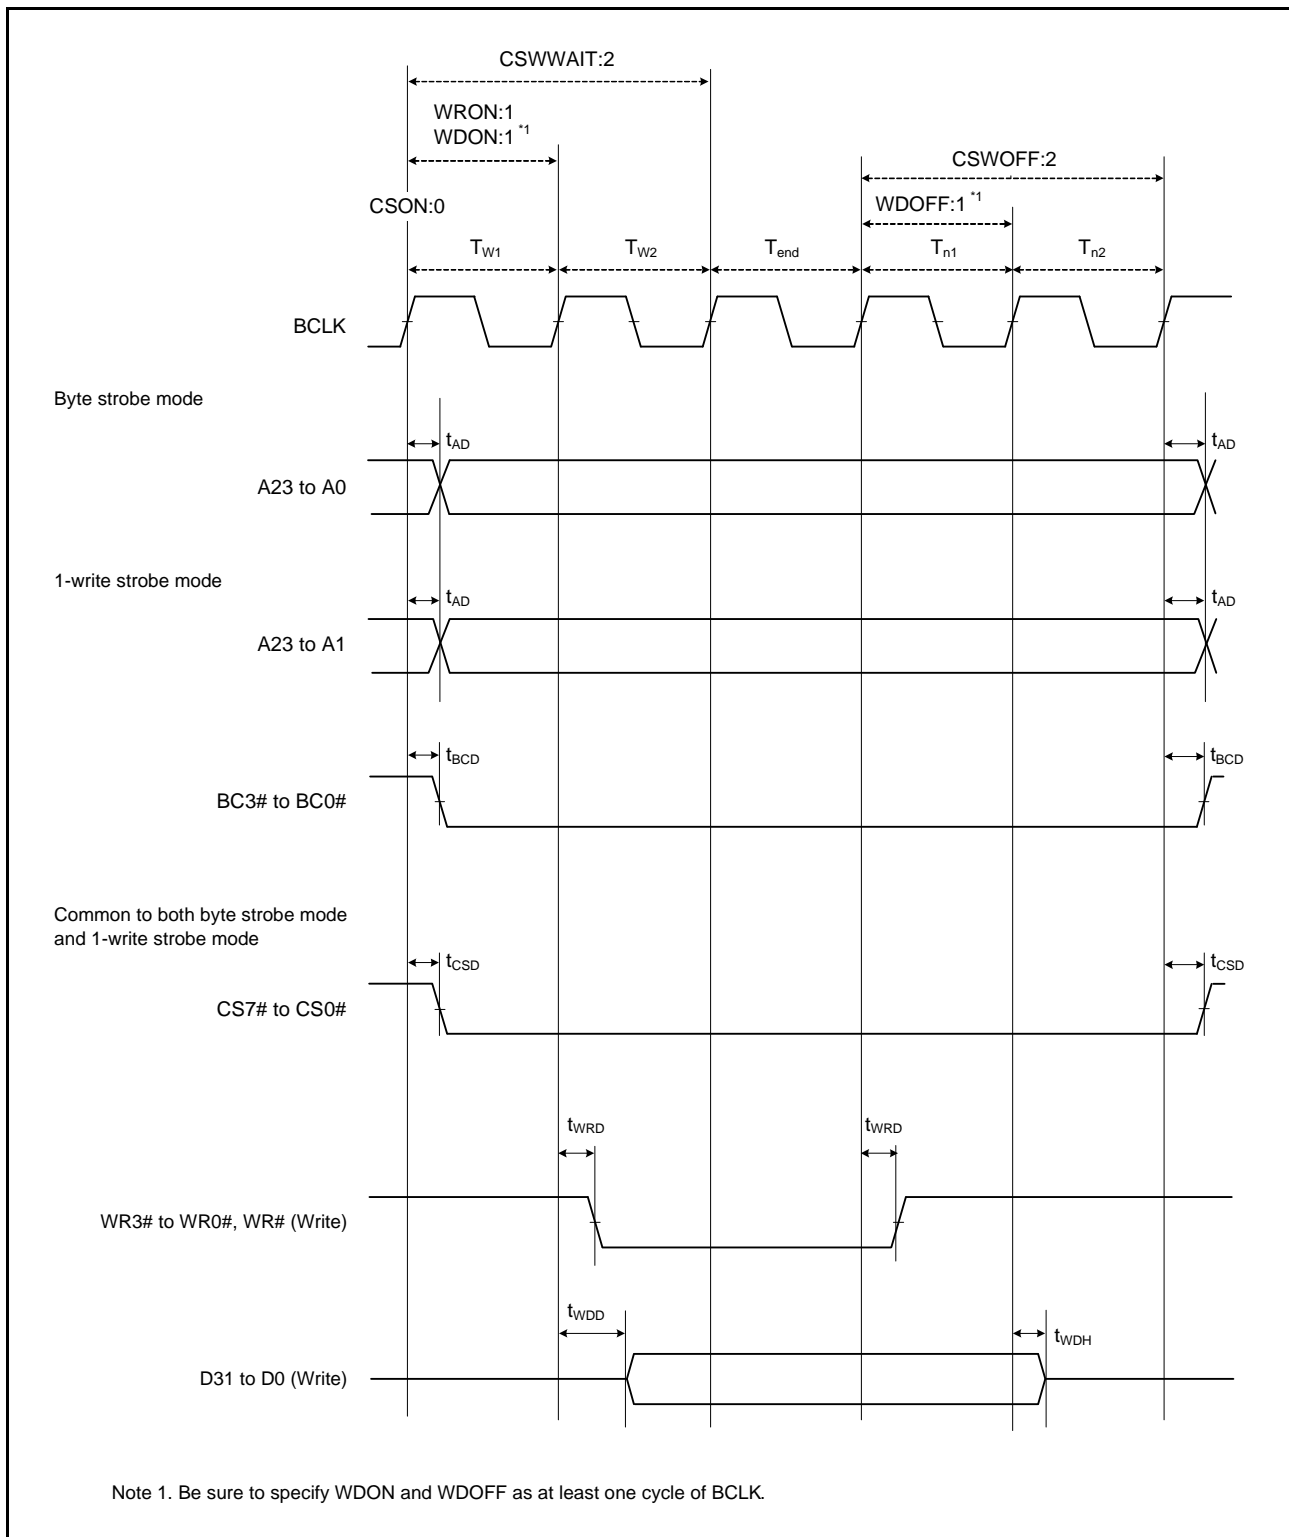 CSWWAIT:2
WRON:1
WDON:1 *1
CSWOFF:2
CSON:0
WDOFF:1 *1
TW1 TW2 Tend Tn1 Tn2
BCLK
Byte strobe mode
tAD tAD
A23 to A0
1-write strobe mode
tAD tAD
A23 to A1
tBCD tBCD
BC3# to BC0#
Common to both byte strobe mode
and 1-write strobe mode
tCSD tCSD
CS7# to CS0#
tWRD tWRD
WR3# to WR0#, WR# (Write)
tWDD
tWDH
D31 to D0 (Write)
Note 1. Be sure to specify WDON and WDOFF as at least one cycle of BCLK.